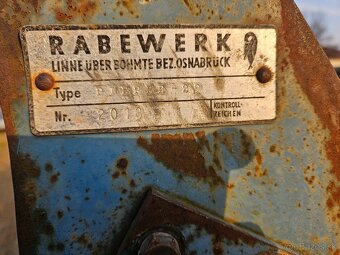 RABEWERK
LINNE ÜBER BOHMTE BEZ.OSNABRÜCK
Type
Nr.
KONTROLL-
ZEICHEN